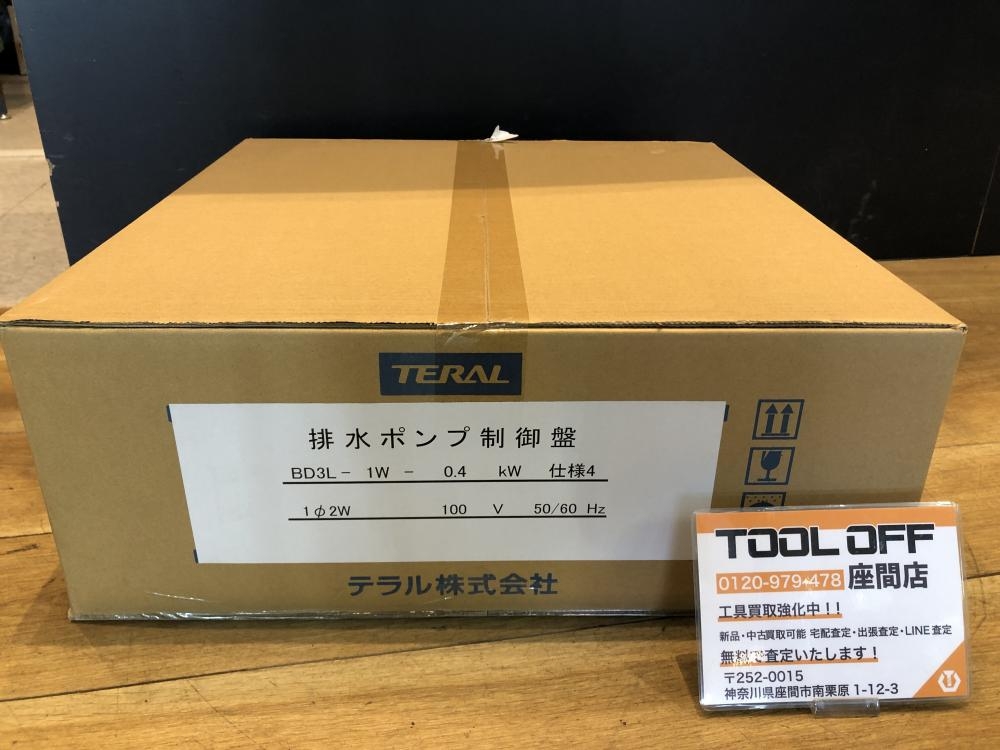 TERAL
排水ポンプ制御盤
BD3L - 1W - 0.4 kW 仕様4
1φ2W 100 V 50/60 Hz
テラル株式会社
TOOL OFF
0120-979-478 座間店
工具買取強化中!!
新品・中古買取可能 宅配査定・出張査定・LINE査定
無料で査定いたします!
〒252-0015
神奈川県座間市南栗原1-12-3